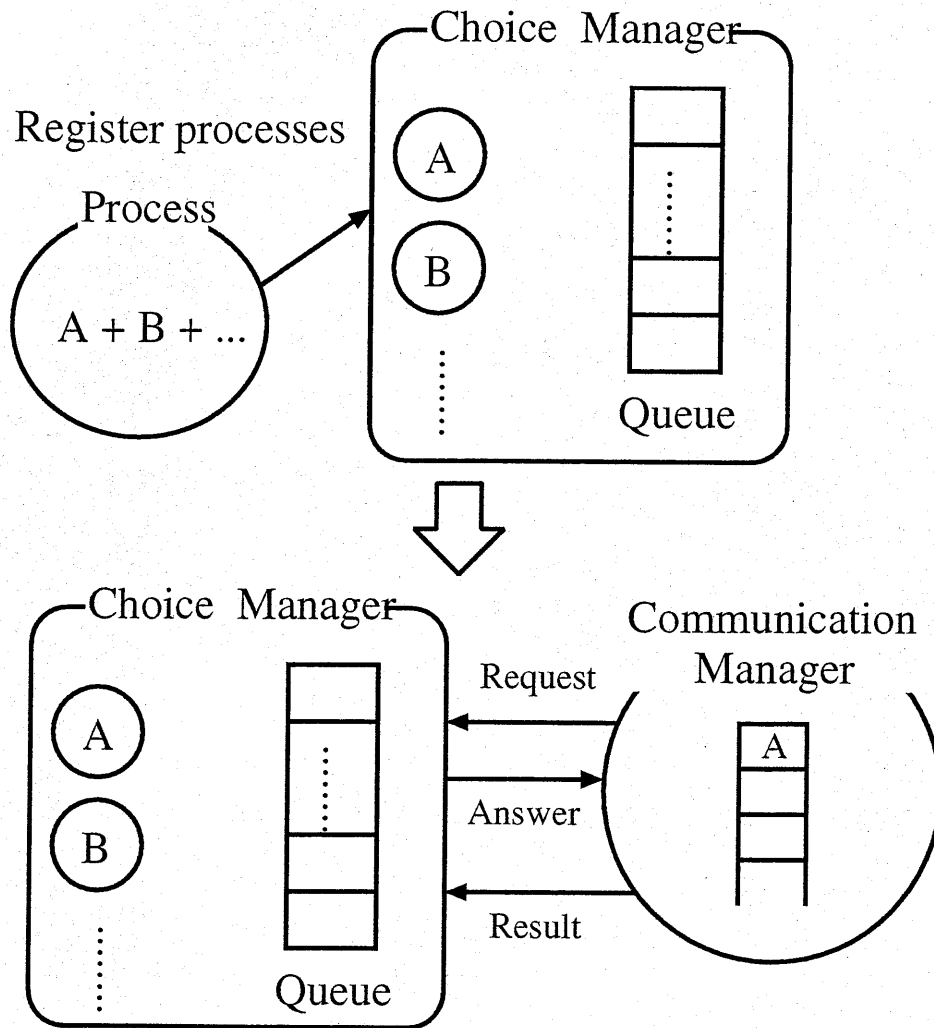 Choice Manager
Register processes
Process
A + B + ...
A
B
Queue
Choice Manager
A
B
Queue
Request
Answer
Result
Communication
Manager
A